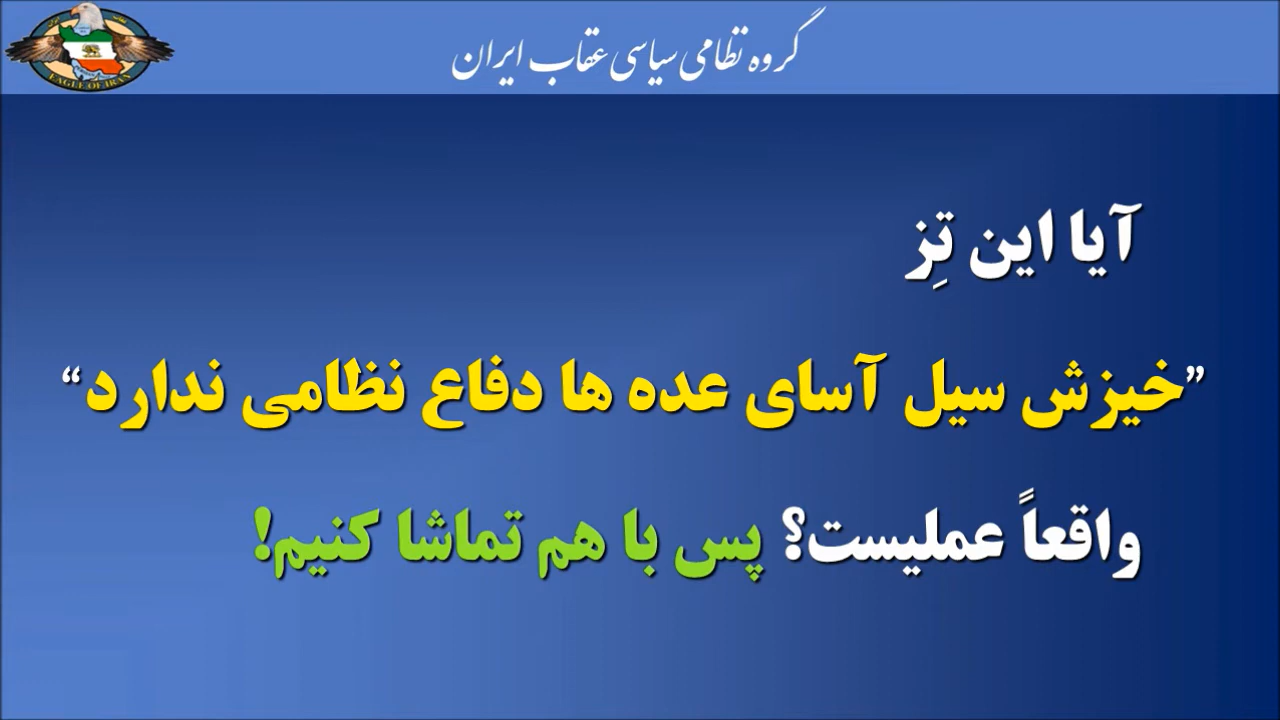 گروه نظامی سیاسی عقاب ایران
EAGLE OF IRAN
آیا این تِز
”خیزش سیل آسای عده ها دفاع نظامی ندارد“
واقعاً عملیست؟ پس با هم تماشا کنیم!